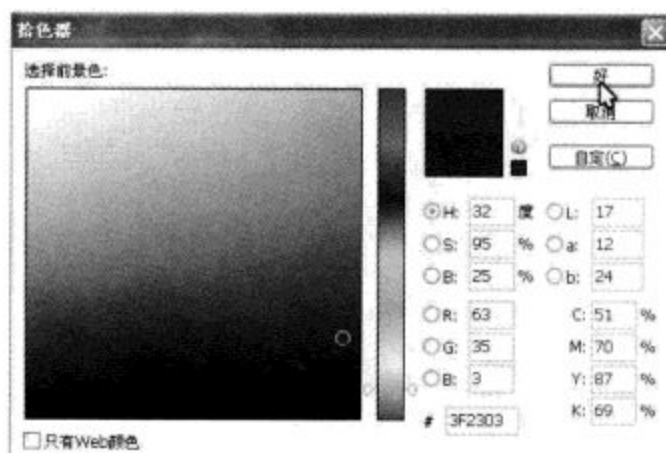 拾色器
选择前景色:
好
取消
自定(C)
H: 32 度 L: 17
S: 95 % a: 12
B: 25 % b: 24
R: 63 C: 51 %
G: 35 M: 70 %
B: 3 Y: 87 %
# 3F2303 K: 69 %
只有Web颜色